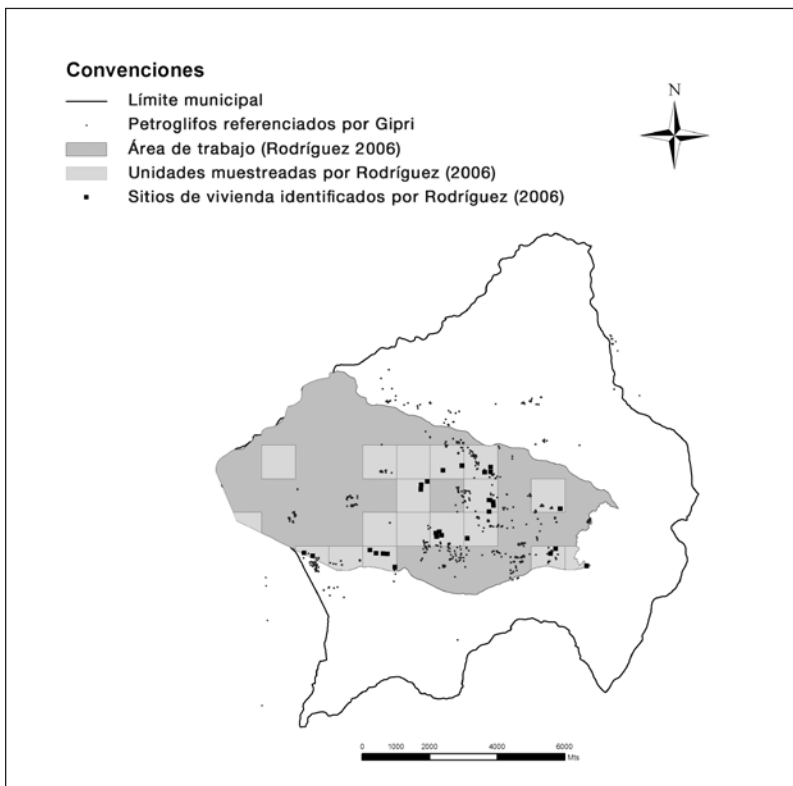 Convenciones
Límite municipal
Petroglifos referenciados por Gipri
Área de trabajo (Rodríguez 2006)
Unidades muestreadas por Rodríguez (2006)
Sitios de vivienda identificados por Rodríguez (2006)
N
0 1000 2000 4000 6000
Mts